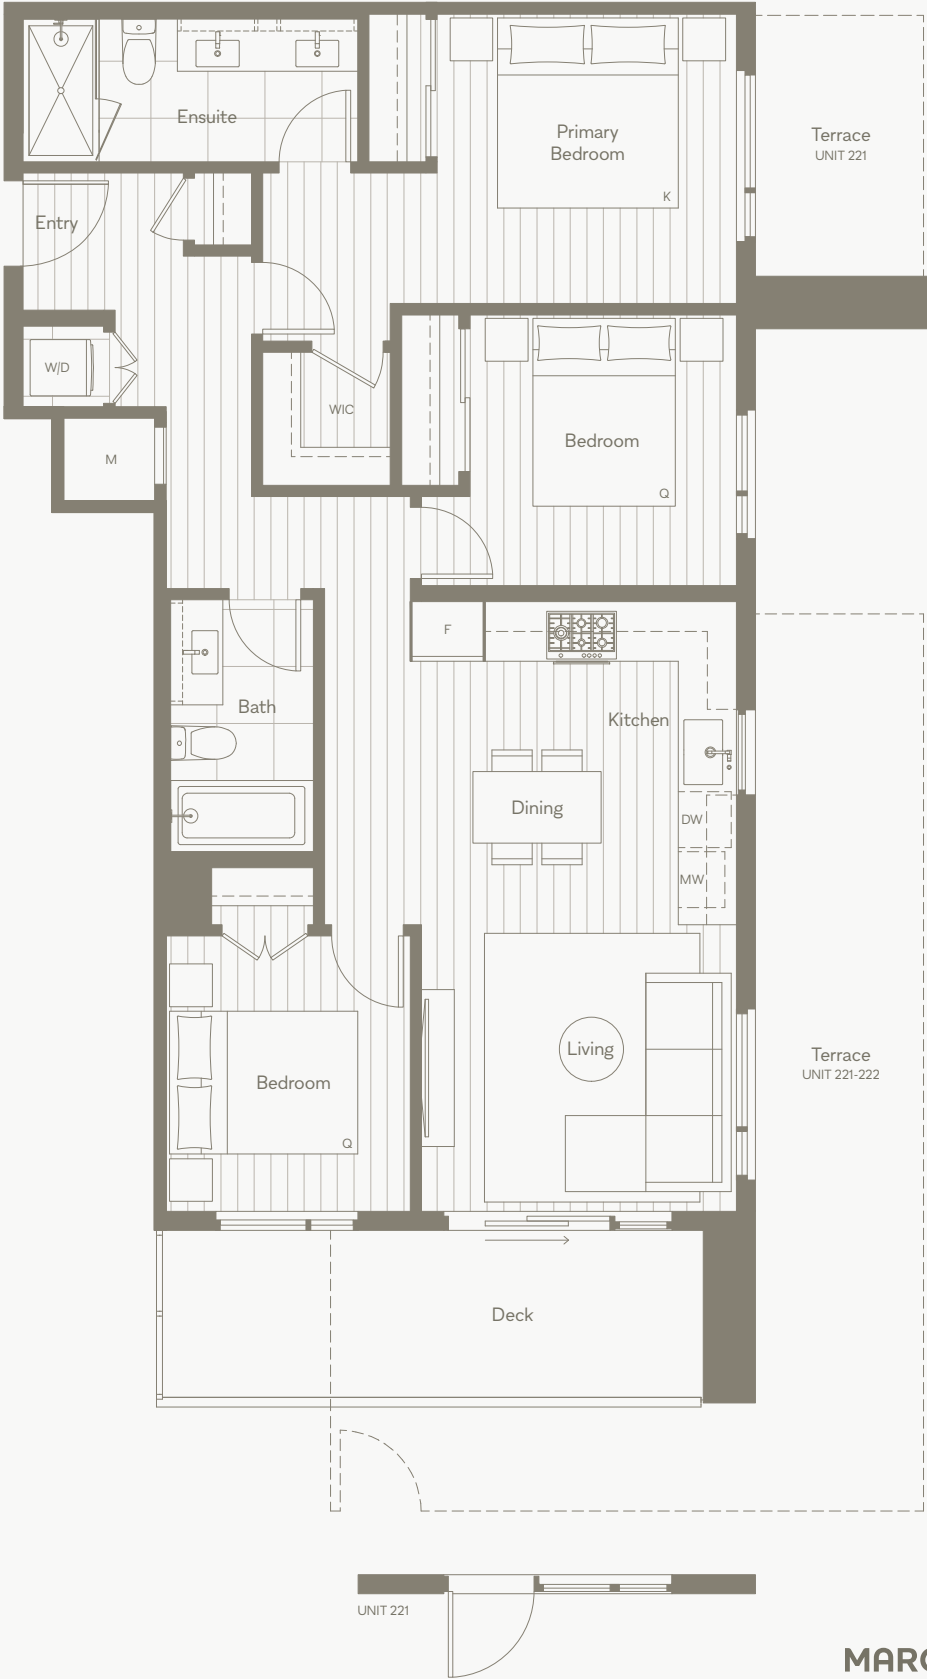 Ensuite
Primary
Bedroom
K
Terrace
UNIT 221
Entry
W/D
WIC
M
Bedroom
Q
F
Kitchen
Bath
Dining
DW
MW
Living
Bedroom
Q
Terrace
UNIT 221-222
Deck
UNIT 221